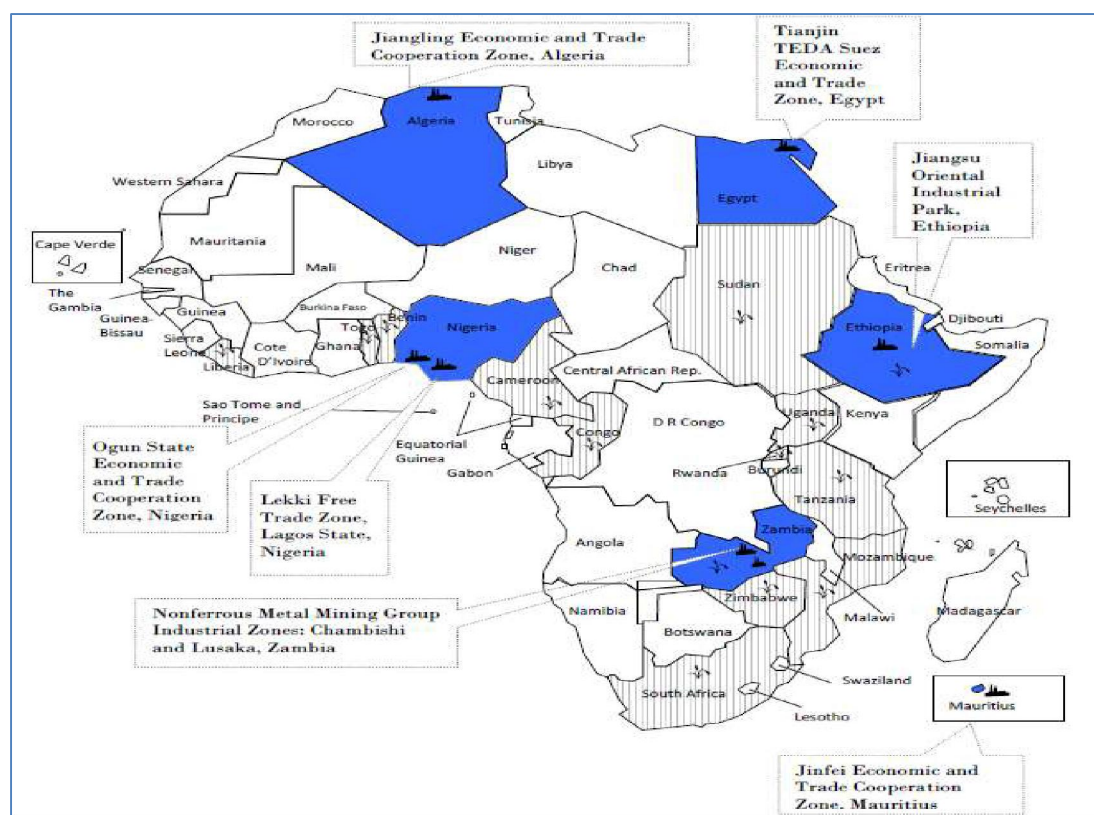 Jiangling Economic and Trade
Cooperation Zone, Algeria
Tianjin
TEDA Suez
Economic
and Trade
Zone, Egypt
Jiangsu
Oriental
Industrial
Park,
Ethiopia
Morocco
Algeria
Tunisia
Libya
Egypt
Western Sahara
Cape Verde
Mauritania
Mali
Niger
Chad
Sudan
Eritrea
Senegal
The
Gambia
Guinea-
Bissau
Guinea
Burkina Faso
Sierra
Leone
Liberia
Cote
D'Ivoire
Ghana
Togo
Benin
Nigeria
Cameroon
Central African Rep.
Ethiopia
Djibouti
Somalia
Sao Tome and
Principe
Equatorial
Guinea
Gabon
Congo
D R Congo
Uganda
Kenya
Rwanda
Burundi
Tanzania
Seychelles
Ogun State
Economic
and Trade
Cooperation
Zone, Nigeria
Lekki Free
Trade Zone,
Lagos State,
Nigeria
Angola
Zambia
Mozambique
Malawi
Madagascar
Nonferrous Metal Mining Group
Industrial Zones: Chambishi
and Lusaka, Zambia
Namibia
Zimbabwe
Botswana
South Africa
Swaziland
Lesotho
Mauritius
Jinfei Economic and
Trade Cooperation
Zone, Mauritius